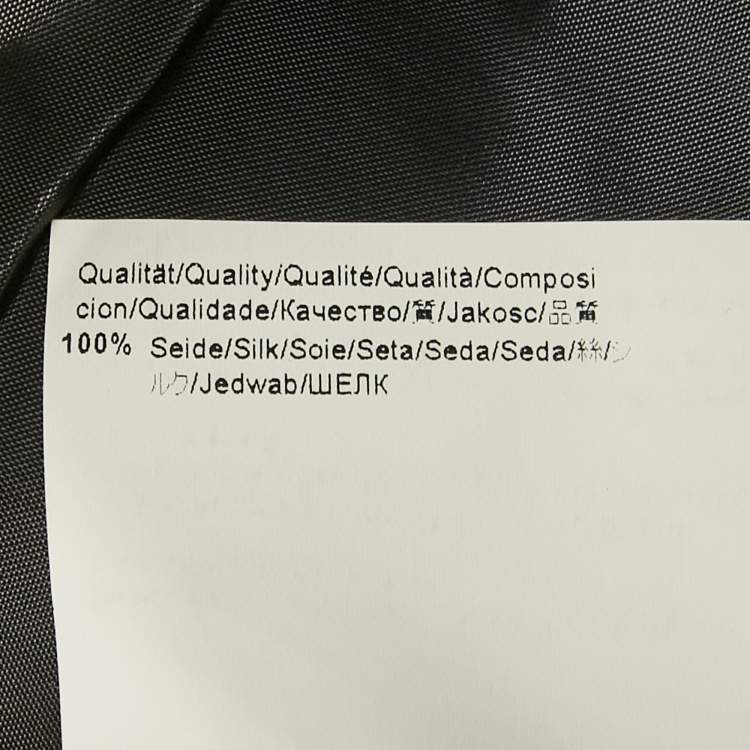 Qualität/Quality/Qualité/Qualità/Composi
cion/Qualidade/Качество/質/Jakosc/品質
100% Seide/Silk/Soie/Seta/Seda/Seda/絲/シ
ルク/Jedwab/ШЕЛК